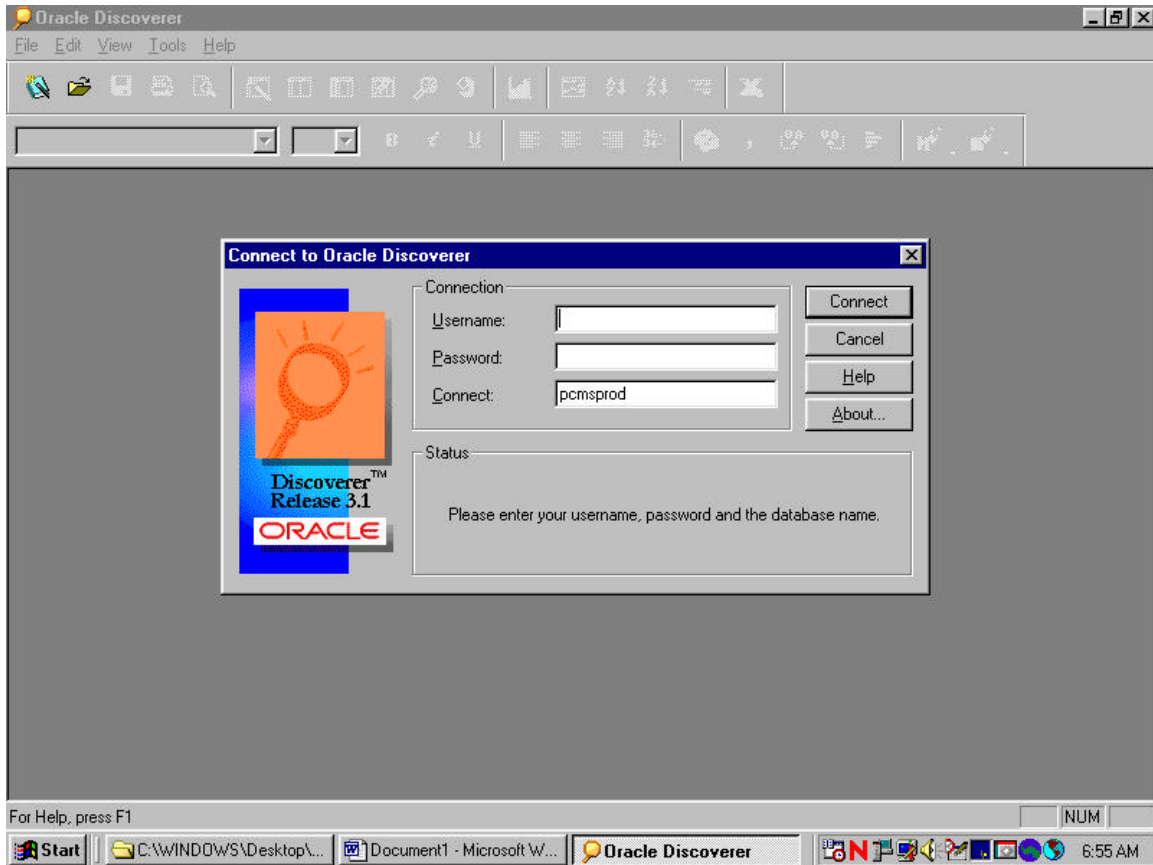 Oracle Discoverer
File Edit View Tools Help
B I U
Connect to Oracle Discoverer
Connection
Username:
Password:
Connect: pcmsprod
Connect
Cancel
Help
About...
Discoverer™
Release 3.1
ORACLE
Status
Please enter your username, password and the database name.
For Help, press F1
NUM
Start C:\WINDOWS\Desktop\... Document1 - Microsoft W... Oracle Discoverer N 6:55 AM